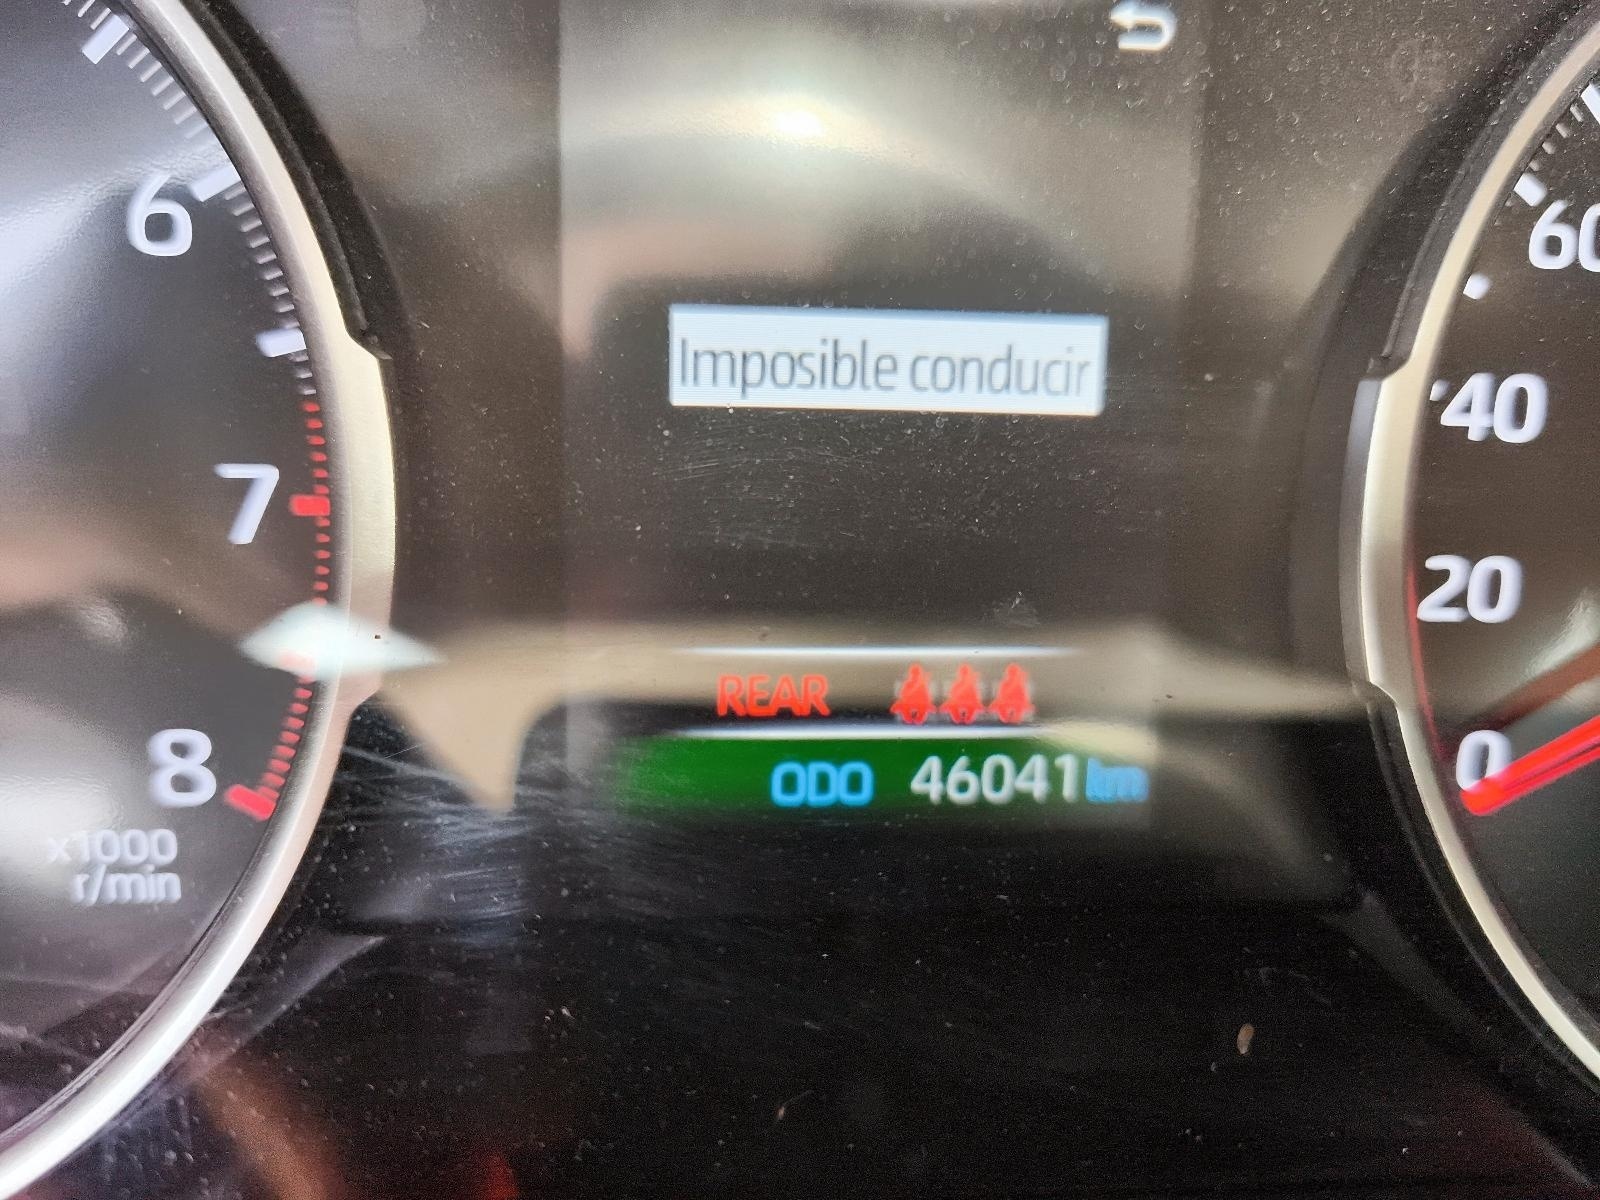 6
7
8
x1000
r/min
Imposible conducir
REAR
ODO 46041 km
60
40
20
0